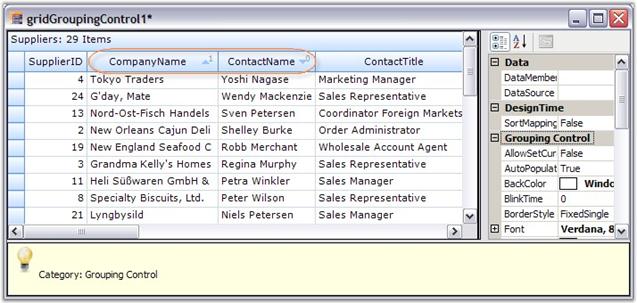 gridGroupingControl1*
Suppliers: 29 Items
SupplierID CompanyName 1 ContactName 0 ContactTitle
4 Tokyo Traders Yoshi Nagase Marketing Manager
24 G'day, Mate Wendy Mackenzie Sales Representative
13 Nord-Ost-Fisch Handels Sven Petersen Coordinator Foreign Markets
2 New Orleans Cajun Deli Shelley Burke Order Administrator
19 New England Seafood C Robb Merchant Wholesale Account Agent
3 Grandma Kelly's Homes Regina Murphy Sales Representative
11 Heli Süßwaren GmbH & Petra Winkler Sales Manager
8 Specialty Biscuits, Ltd. Peter Wilson Sales Representative
21 Lyngbysild Niels Petersen Sales Manager
Data
DataMember
DataSource
DesignTime
SortMapping False
Grouping Control
AllowSetCur False
AutoPopulat True
BackColor Windo
BlinkTime 0
BorderStyle FixedSingle
Font Verdana, 8
Category: Grouping Control